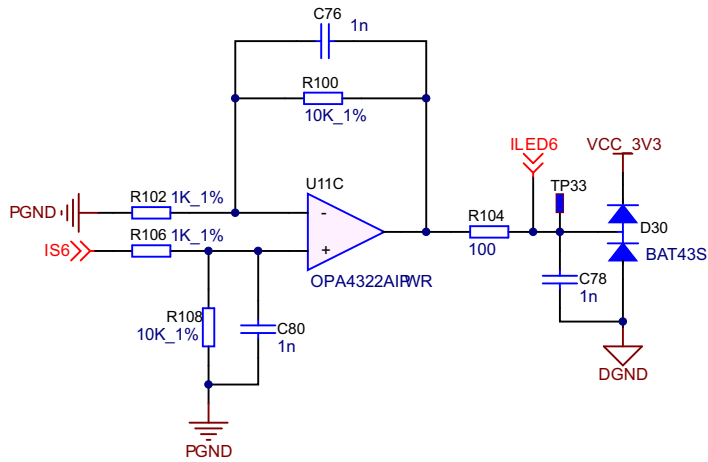 C76
1n
R100
10K_1%
ILED6
VCC_3V3
U11C
TP33
R102 1K_1%
PGND
-
R104
D30
R106 1K_1%
IS6
+
100
BAT43S
OPA4322AIPWR
C78
1n
R108
10K_1%
C80
1n
DGND
PGND